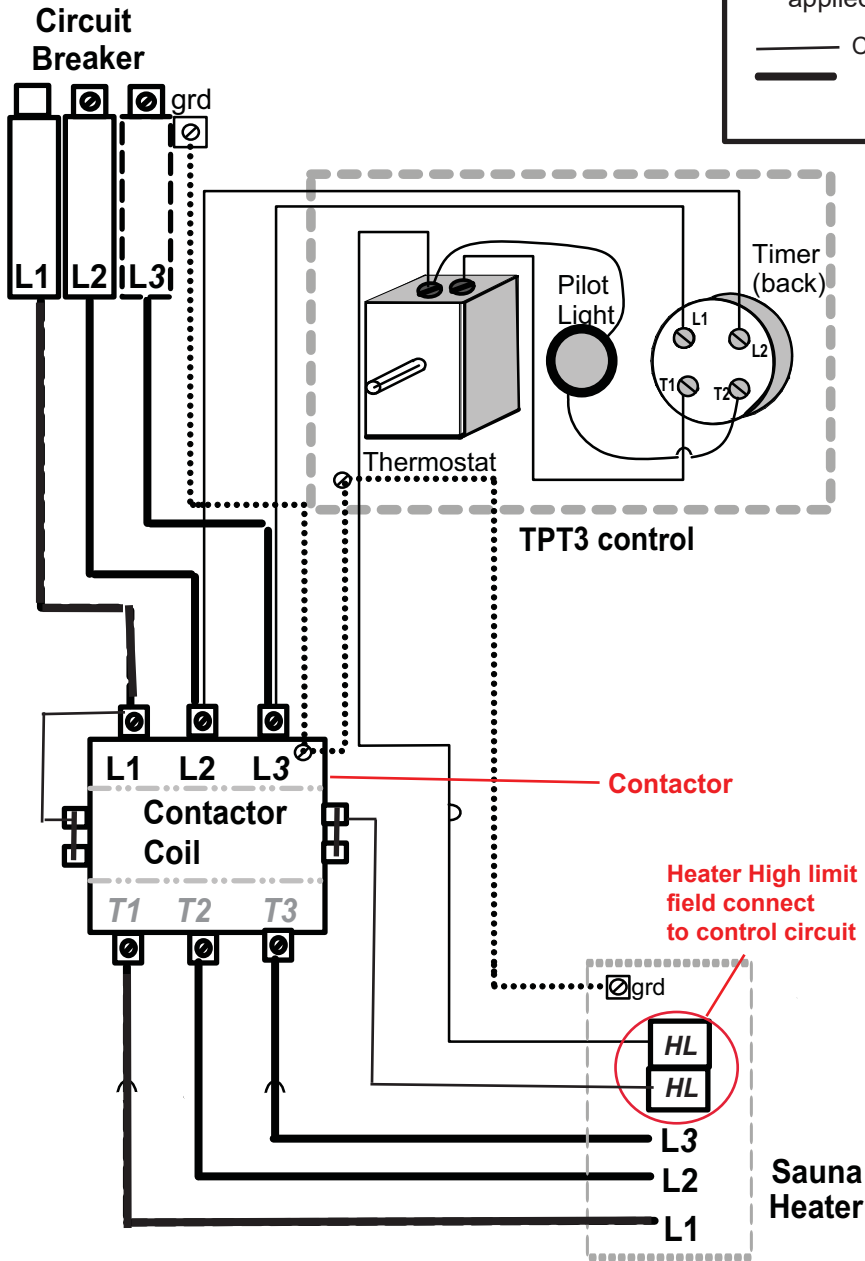 applied
C
Circuit
Breaker
grd
L1
L2
L3
Timer
(back)
Pilot
Light
L1
L2
T1
T2
Thermostat
TPT3 control
L1
L2
L3
Contactor
Contactor
Coil
T1
T2
T3
Heater High limit
field connect
to control circuit
grd
HL
HL
L3
L2
L1
Sauna
Heater